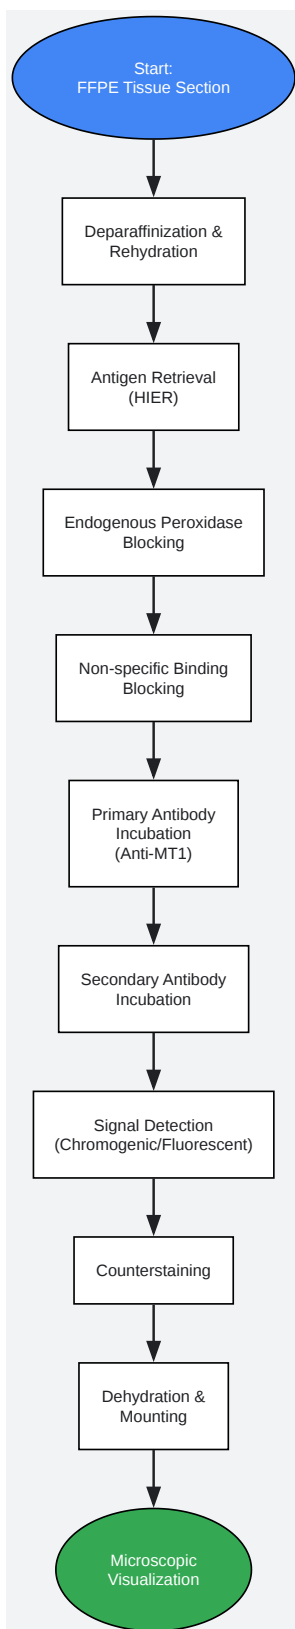 Start:
FFPE Tissue Section
Deparaffinization &
Rehydration
Antigen Retrieval
(HIER)
Endogenous Peroxidase
Blocking
Non-specific Binding
Blocking
Primary Antibody
Incubation
(Anti-MT1)
Secondary Antibody
Incubation
Signal Detection
(Chromogenic/Fluorescent)
Counterstaining
Dehydration &
Mounting
Microscopic
Visualization